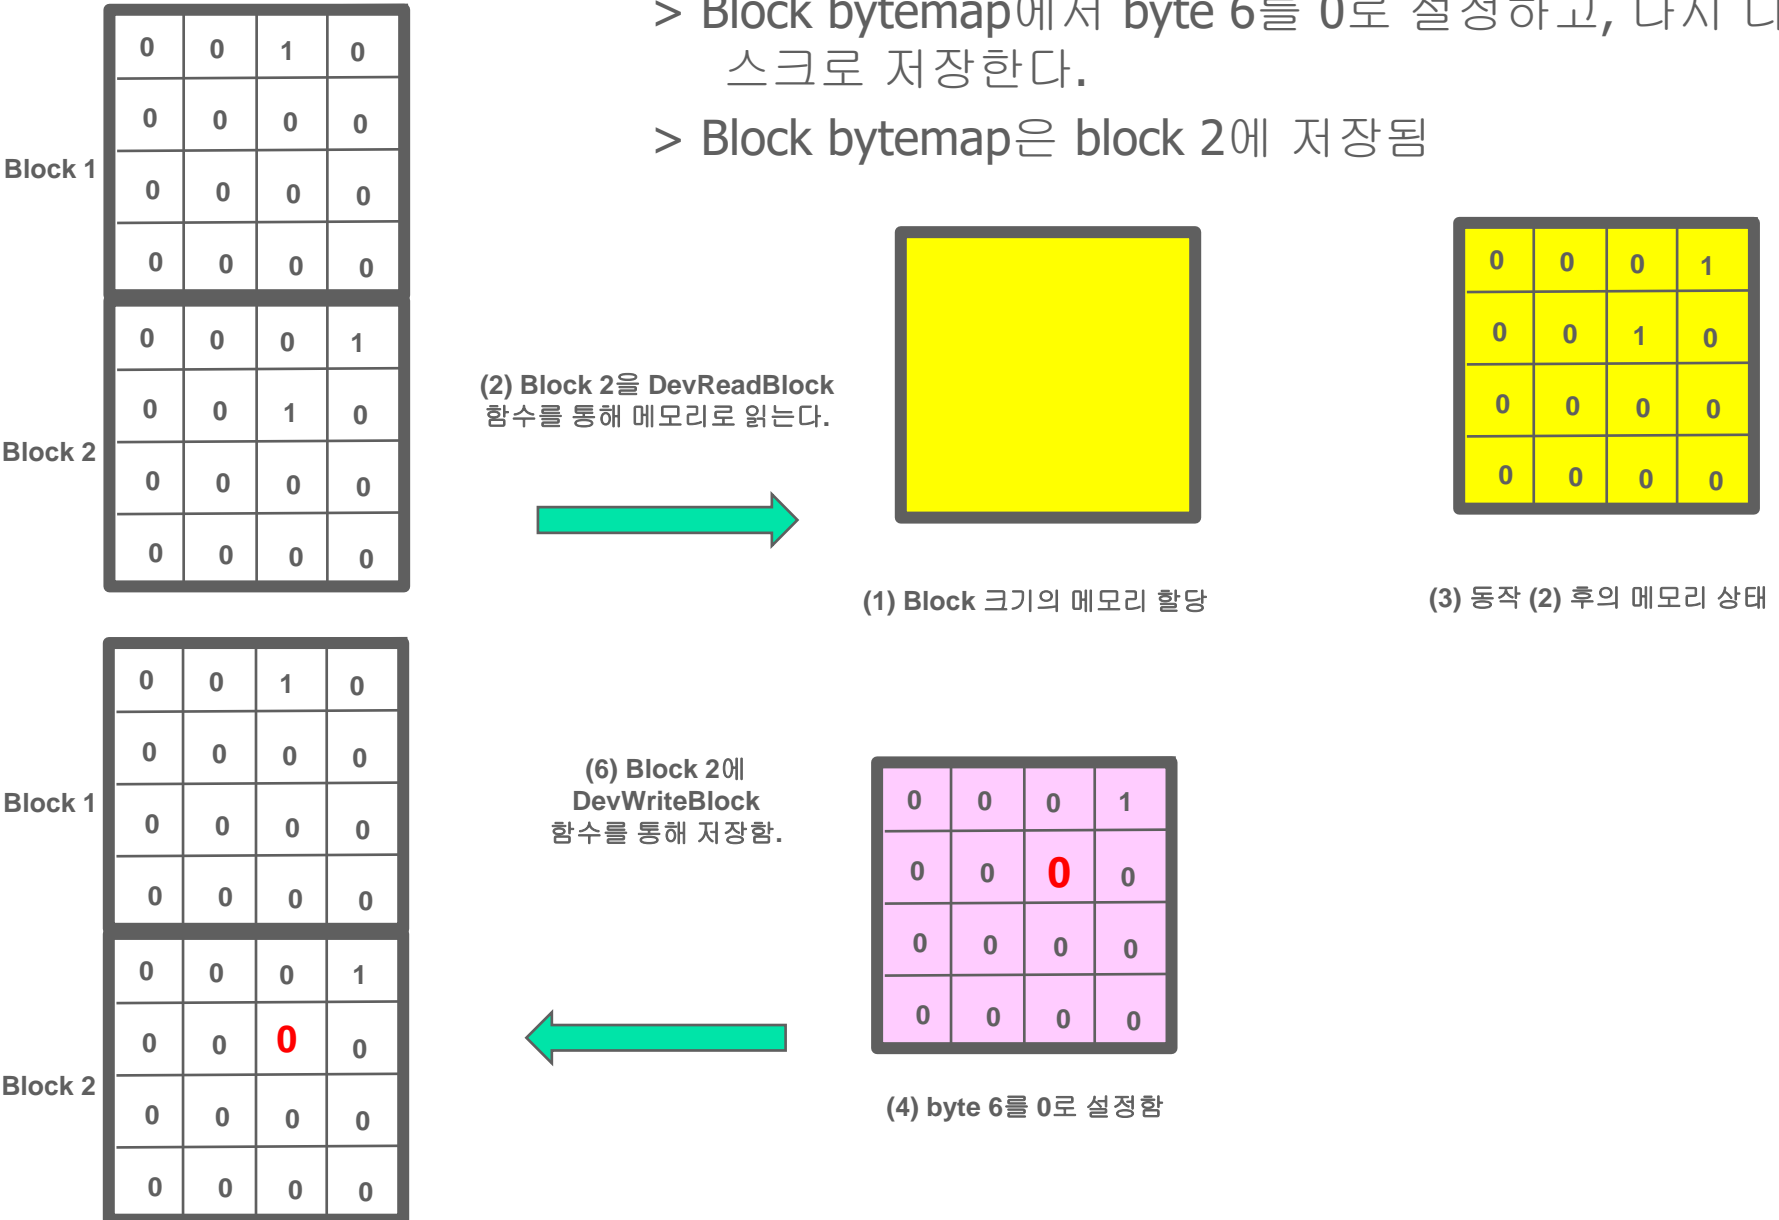 > Block bytemap에서 byte 6를 0로 설정하고, 다시 디
스크로 저장한다.
> Block bytemap은 block 2에 저장됨
0 0 1 0
0 0 0 0
Block 1
0 0 0 0
0 0 0 0
0 0 0 1
0 0 1 0
Block 2
0 0 0 0
0 0 0 0
(2) Block 2을 DevReadBlock
함수를 통해 메모리로 읽는다.
(1) Block 크기의 메모리 할당
0 0 0 1
0 0 1 0
0 0 0 0
0 0 0 0
(3) 동작 (2) 후의 메모리 상태
0 0 1 0
0 0 0 0
Block 1
0 0 0 0
0 0 0 0
0 0 0 1
0 0 0 0
Block 2
0 0 0 0
0 0 0 0
(6) Block 2에
DevWriteBlock
함수를 통해 저장함.
0 0 0 1
0 0 0 0
0 0 0 0
0 0 0 0
(4) byte 6를 0로 설정함